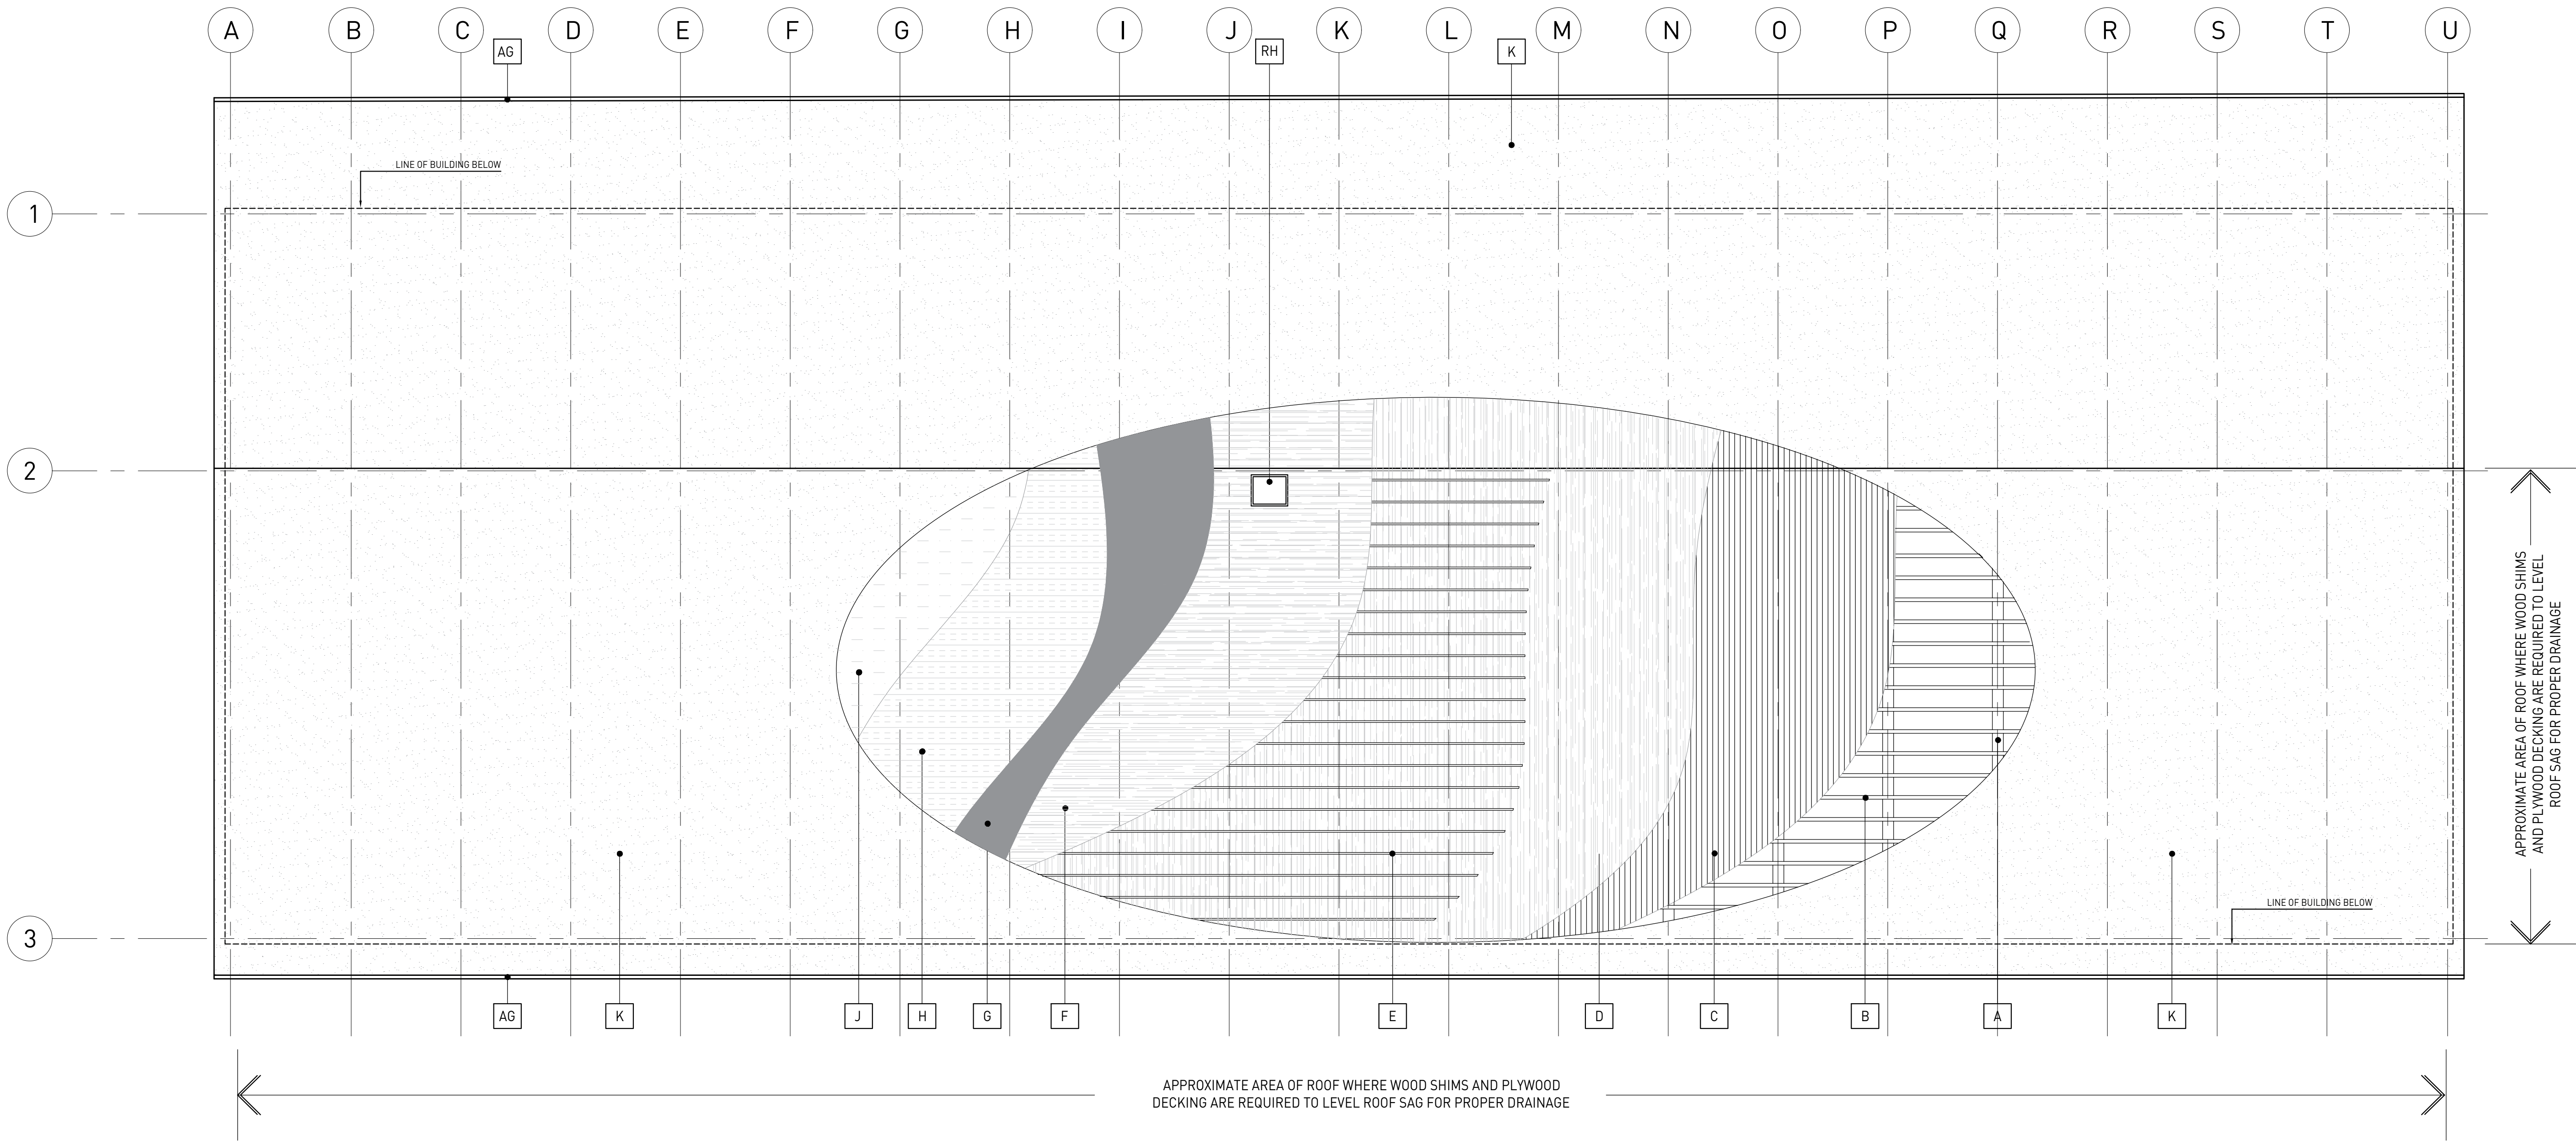 A B C D E F G H I J K L M N O P Q R S T U
AG RH K
LINE OF BUILDING BELOW
1
2
APPROXIMATE AREA OF ROOF WHERE WOOD SHIMS
AND PLYWOOD DECKING ARE REQUIRED TO LEVEL
ROOF SAG FOR PROPER DRAINAGE
LINE OF BUILDING BELOW
3
AG K J H G F E D C B A K
APPROXIMATE AREA OF ROOF WHERE WOOD SHIMS AND PLYWOOD
DECKING ARE REQUIRED TO LEVEL ROOF SAG FOR PROPER DRAINAGE